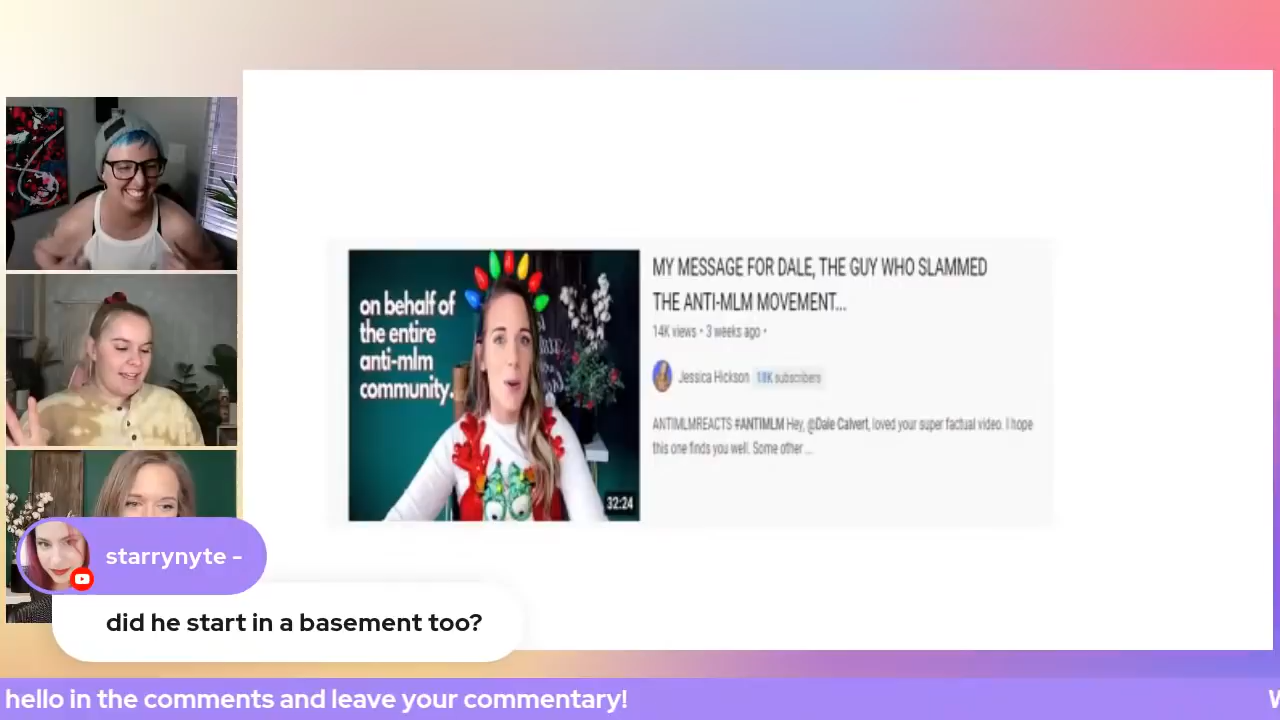 on behalf of
the entire
anti-mlm
community.
32:24
MY MESSAGE FOR DALE, THE GUY WHO SLAMMED
THE ANTI-MLM MOVEMENT...
14K views • 3 weeks ago •
Jessica Hickson 18K subscribers
ANTIMLMREACTS #ANTIMLM Hey, @Dale Calvert, loved your super factual video. I hope
this one finds you well. Some other ...
starrynyte -
did he start in a basement too?
hello in the comments and leave your commentary!